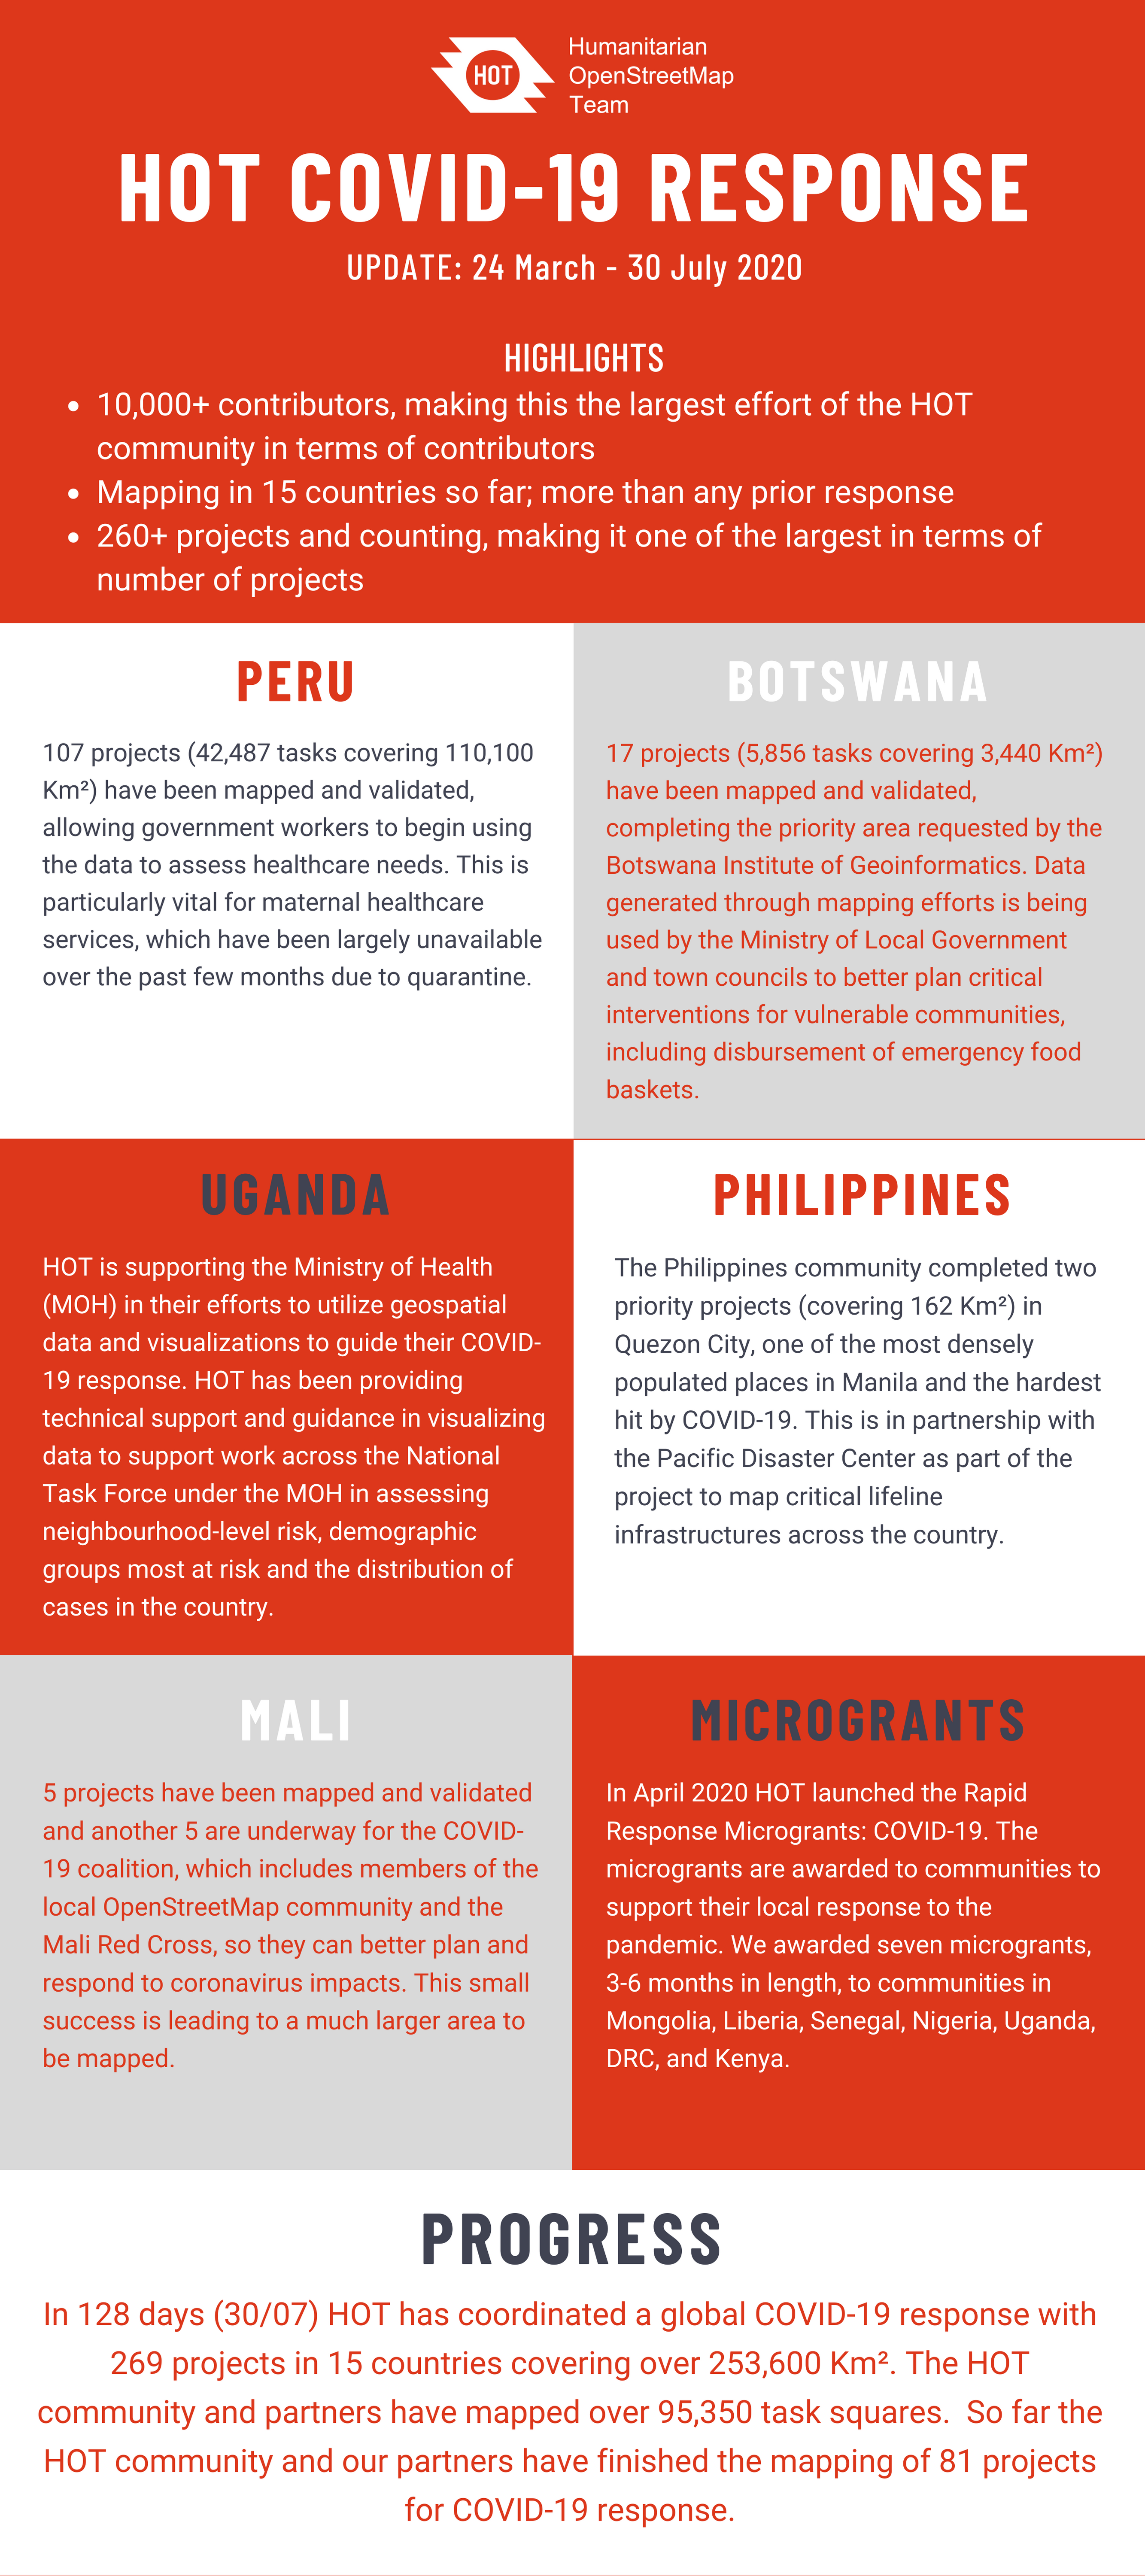 HOT
Humanitarian
OpenStreetMap
Team
HOT COVID-19 RESPONSE
UPDATE: 24 March - 30 July 2020
HIGHLIGHTS
• 10,000+ contributors, making this the largest effort of the HOT
community in terms of contributors
• Mapping in 15 countries so far; more than any prior response
• 260+ projects and counting, making it one of the largest in terms of
number of projects
PERU
107 projects (42,487 tasks covering 110,100
Km²) have been mapped and validated,
allowing government workers to begin using
the data to assess healthcare needs. This is
particularly vital for maternal healthcare
services, which have been largely unavailable
over the past few months due to quarantine.
BOTSWANA
17 projects (5,856 tasks covering 3,440 Km²)
have been mapped and validated,
completing the priority area requested by the
Botswana Institute of Geoinformatics. Data
generated through mapping efforts is being
used by the Ministry of Local Government
and town councils to better plan critical
interventions for vulnerable communities,
including disbursement of emergency food
baskets.
UGANDA
HOT is supporting the Ministry of Health
(MOH) in their efforts to utilize geospatial
data and visualizations to guide their COVID-
19 response. HOT has been providing
technical support and guidance in visualizing
data to support work across the National
Task Force under the MOH in assessing
neighbourhood-level risk, demographic
groups most at risk and the distribution of
cases in the country.
PHILIPPINES
The Philippines community completed two
priority projects (covering 162 Km²) in
Quezon City, one of the most densely
populated places in Manila and the hardest
hit by COVID-19. This is in partnership with
the Pacific Disaster Center as part of the
project to map critical lifeline
infrastructures across the country.
MALI
5 projects have been mapped and validated
and another 5 are underway for the COVID-
19 coalition, which includes members of the
local OpenStreetMap community and the
Mali Red Cross, so they can better plan and
respond to coronavirus impacts. This small
success is leading to a much larger area to
be mapped.
MICROGRANTS
In April 2020 HOT launched the Rapid
Response Microgrants: COVID-19. The
microgrants are awarded to communities to
support their local response to the
pandemic. We awarded seven microgrants,
3-6 months in length, to communities in
Mongolia, Liberia, Senegal, Nigeria, Uganda,
DRC, and Kenya.
PROGRESS
In 128 days (30/07) HOT has coordinated a global COVID-19 response with
269 projects in 15 countries covering over 253,600 Km². The HOT
community and partners have mapped over 95,350 task squares.  So far the
HOT community and our partners have finished the mapping of 81 projects
for COVID-19 response.